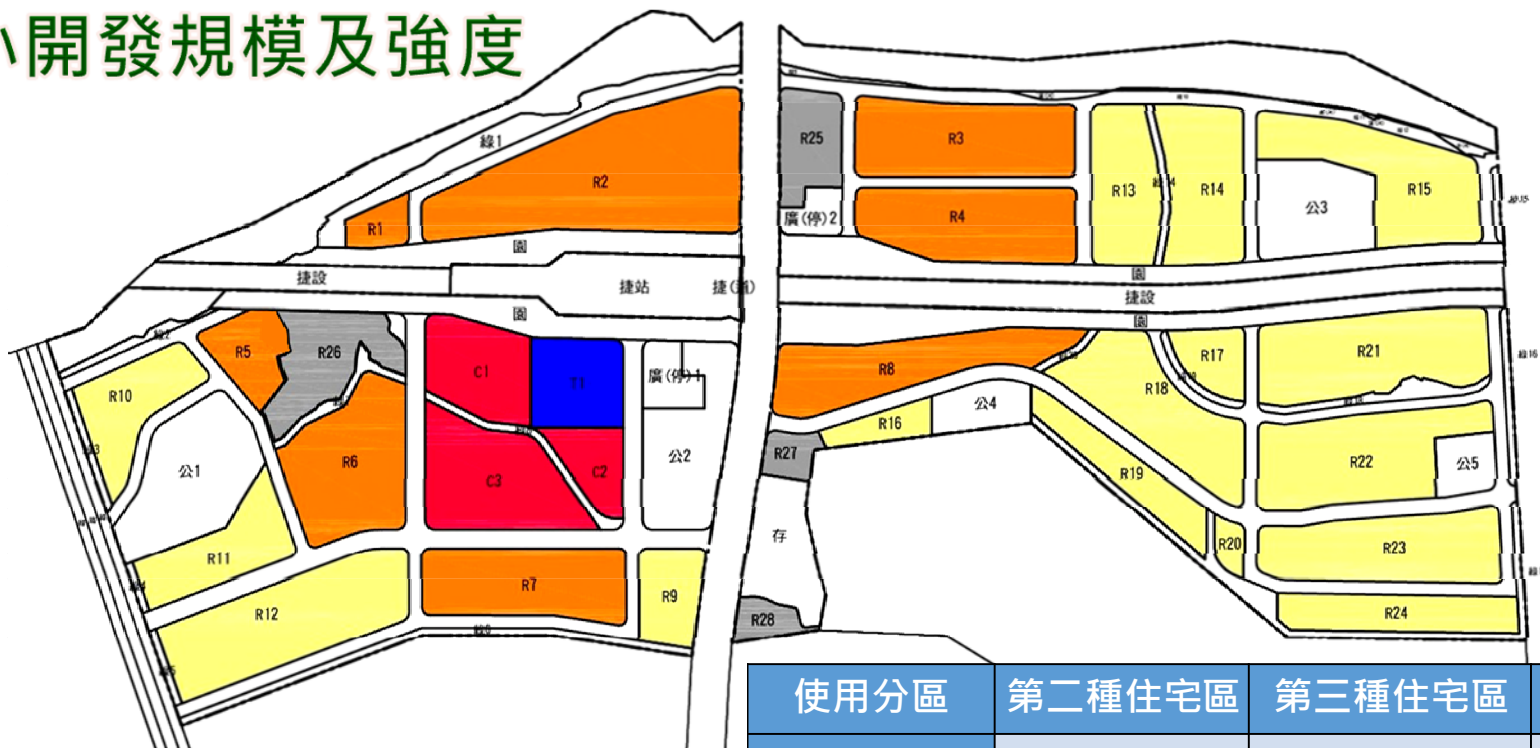 開發規模及強度
綠1
R25
R3
R2
R13
R14
R15
R1
廣(停)2
R4
公3
園
捷設
捷站
園
捷設
園
園
R5
R26
C1
T1
廣(停)1
R8
R17
R21
R18
R10
R16
公4
公1
R6
C3
C2
公2
R27
R19
R22
公5
存
R11
R20
R23
R12
R7
R9
R28
R24
使用分區 第二種住宅區 第三種住宅區